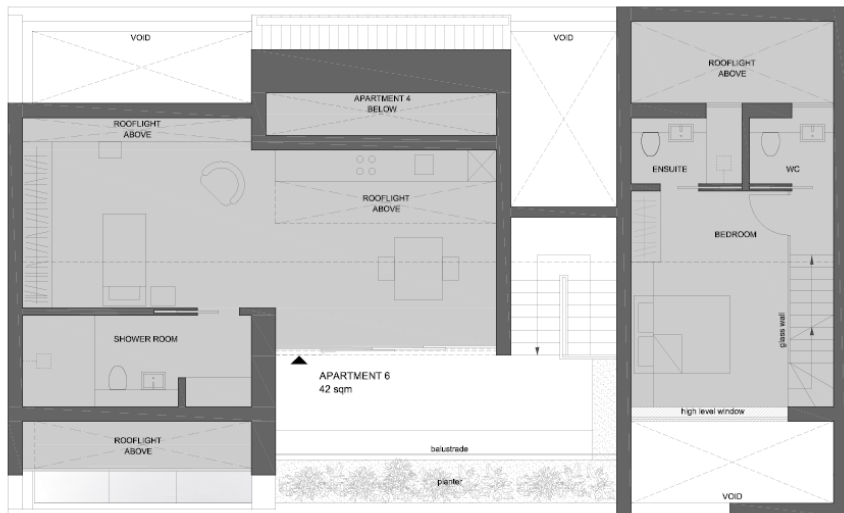 VOID
VOID
ROOFLIGHT
ABOVE
APARTMENT 4
BELOW
ROOFLIGHT
ABOVE
ENSUITE
WC
ROOFLIGHT
ABOVE
BEDROOM
SHOWER ROOM
glass wall
APARTMENT 6
42 sqm
high level window
ROOFLIGHT
ABOVE
balustrade
planter
VOID